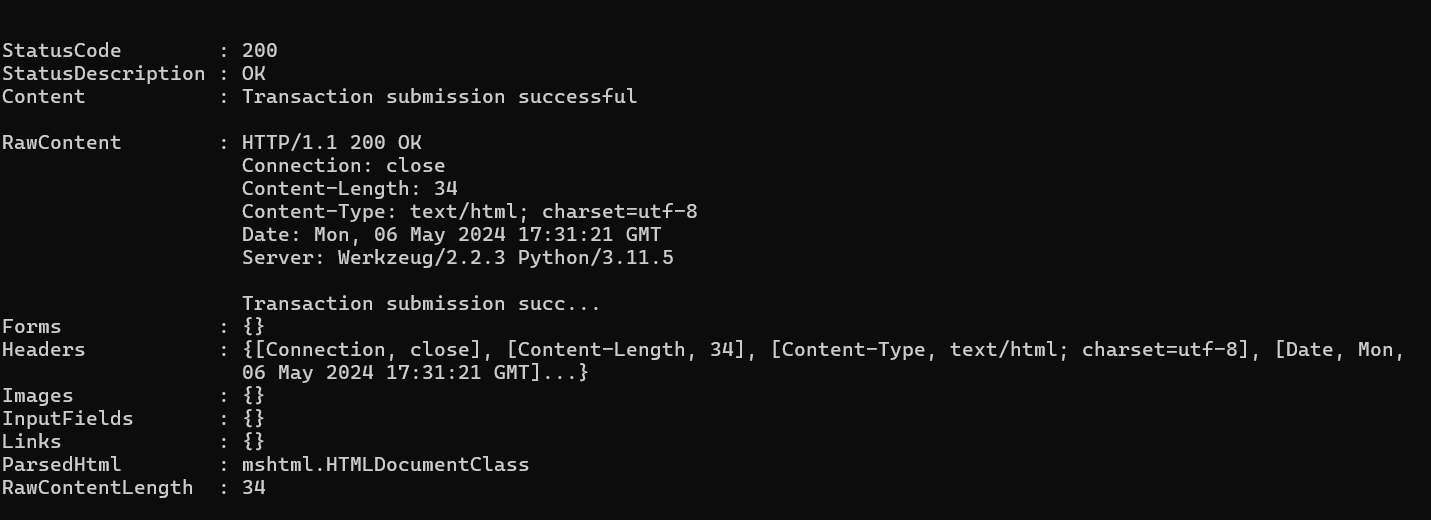 StatusCode        : 200
StatusDescription : OK
Content           : Transaction submission successful
RawContent        : HTTP/1.1 200 OK
                    Connection: close
                    Content-Length: 34
                    Content-Type: text/html; charset=utf-8
                    Date: Mon, 06 May 2024 17:31:21 GMT
                    Server: Werkzeug/2.2.3 Python/3.11.5
                    Transaction submission succ...
Forms             : {}
Headers           : {[Connection, close], [Content-Length, 34], [Content-Type, text/html; charset=utf-8], [Date, Mon,
                    06 May 2024 17:31:21 GMT]...}
Images            : {}
InputFields       : {}
Links             : {}
ParsedHtml        : mshtml.HTMLDocumentClass
RawContentLength  : 34